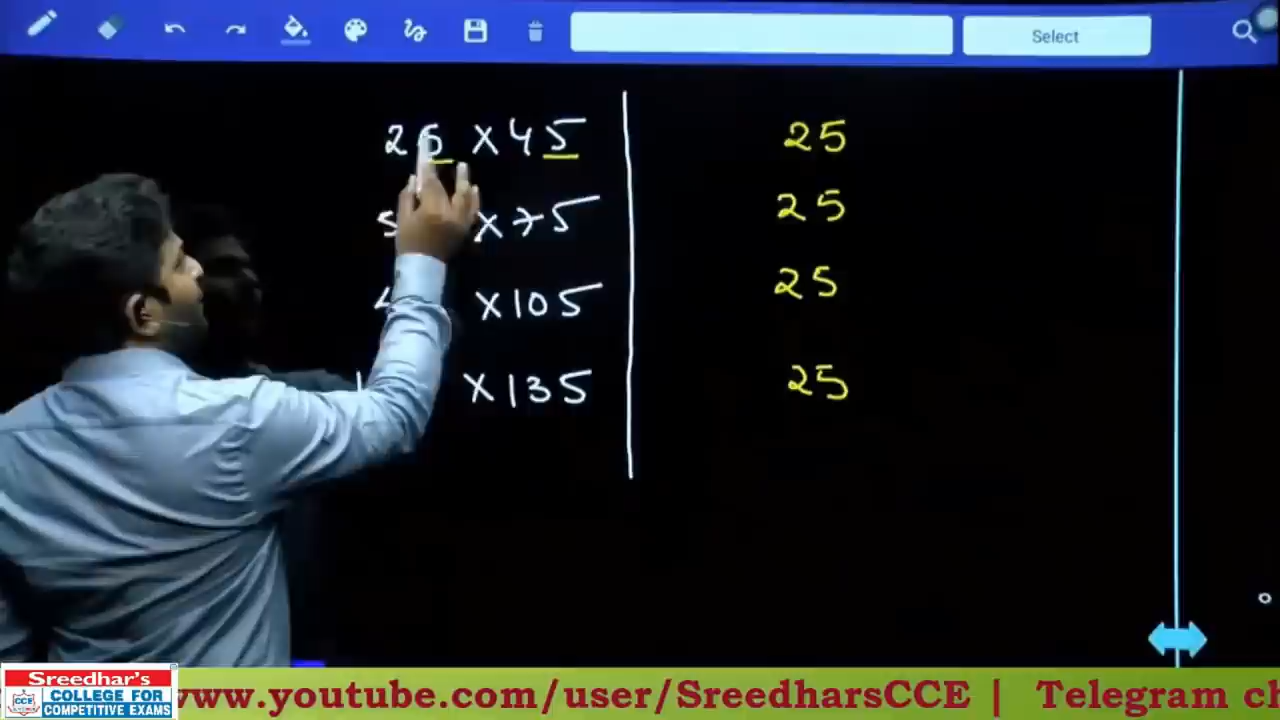 Select
25 × 45 25
× 75 25
× 105 25
× 135 25
Sreedhar's
CCE
COLLEGE FOR
COMPETITIVE EXAMS
www.youtube.com/user/SreedharsCCE | Telegram ch